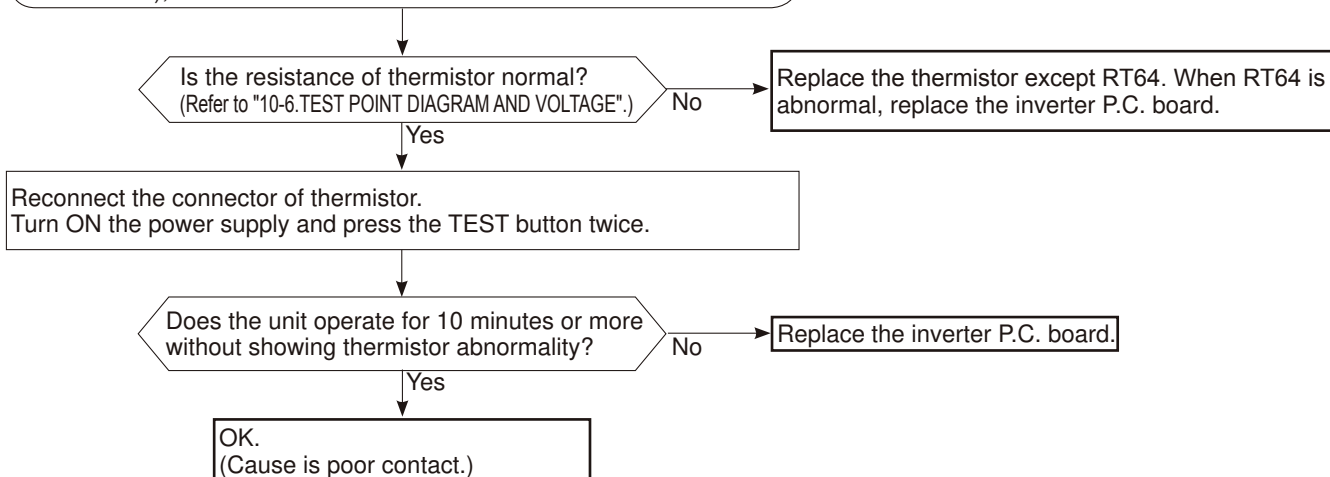 Is the resistance of thermistor normal?
(Refer to "10-6.TEST POINT DIAGRAM AND VOLTAGE".)
No
Replace the thermistor except RT64. When RT64 is
abnormal, replace the inverter P.C. board.
Yes
Reconnect the connector of thermistor.
Turn ON the power supply and press the TEST button twice.
Does the unit operate for 10 minutes or more
without showing thermistor abnormality?
No
Replace the inverter P.C. board.
Yes
OK.
(Cause is poor contact.)